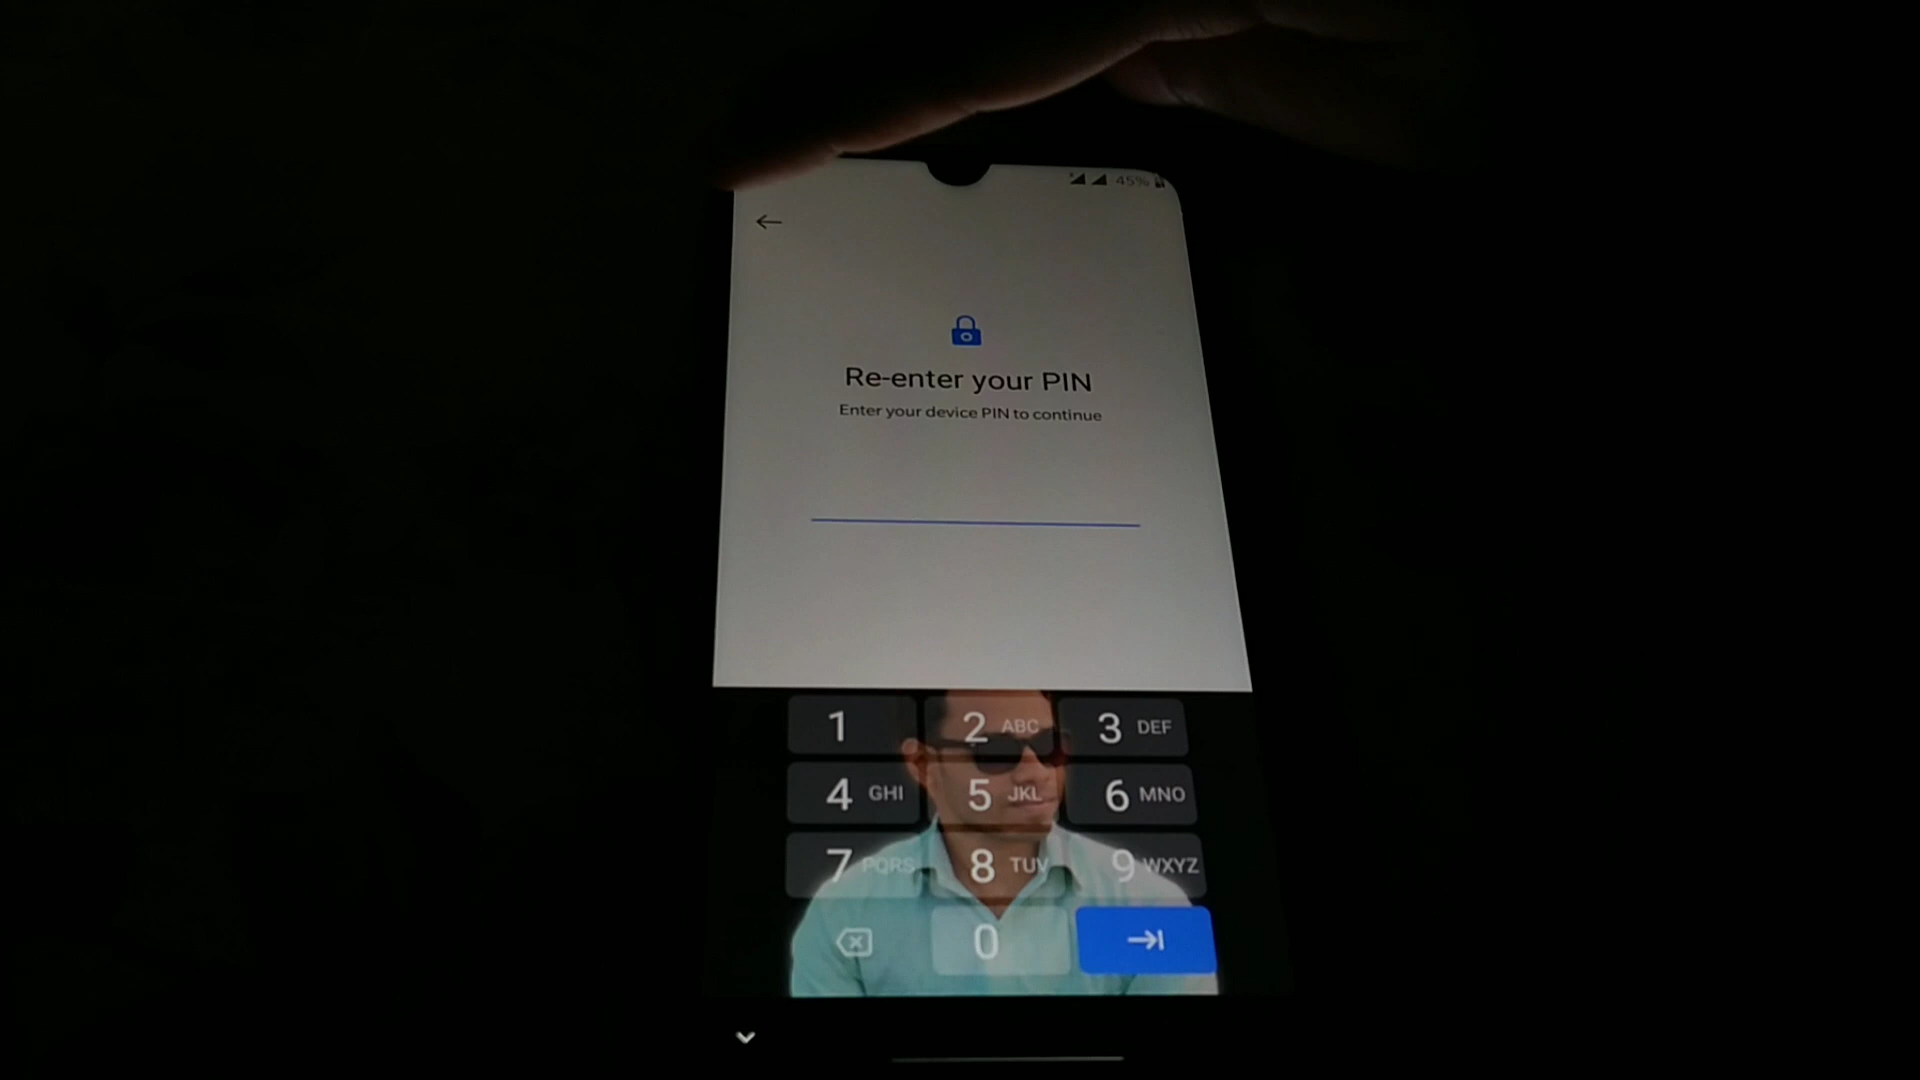 45%
Re-enter your PIN
Enter your device PIN to continue
1
2 ABC
3 DEF
4 GHI
5 JKL
6 MNO
7 PQRS
8 TUV
9 WXYZ
0